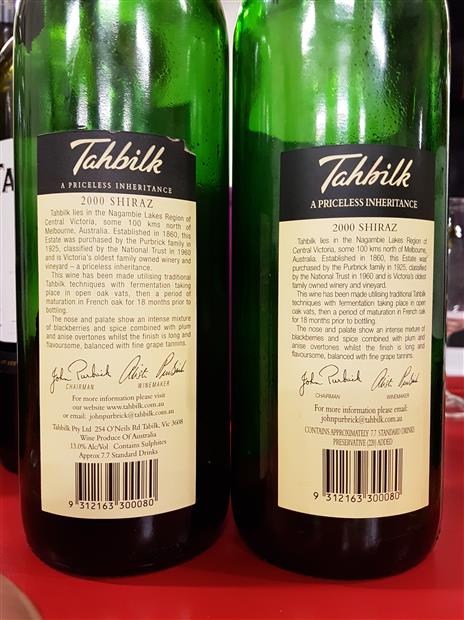 Tahbilk
A PRICELESS INHERITANCE
2000 SHIRAZ
Tahbilk lies in the Nagambie Lakes Region of
Central Victoria, some 100 kms north of
Melbourne, Australia. Established in 1860, this
Estate was purchased by the Purbrick family in
1925, classified by the National Trust in 1960
and is Victoria's oldest family owned winery and
vineyard – a priceless inheritance.
This wine has been made utilising traditional
Tahbilk techniques with fermentation taking
place in open oak vats, then a period of
maturation in French oak for 18 months prior to
bottling.
The nose and palate show an intense mixture
of blackberries and spice combined with plum
and anise overtones whilst the finish is long and
flavoursome, balanced with fine grape tannins.
John Purbrick
CHAIRMAN
WINEMAKER
For more information please visit
our website www.tahbilk.com.au
or email: johnpurbrick@tahbilk.com.au
Tahbilk Pty Ltd 254 O'Neils Rd Tabilk, Vic 3608
Wine Produce Of Australia
13.0% Alc/Vol Contains Sulphites
Approx 7.7 Standard Drinks
9 312163 300080
Tahbilk
A PRICELESS INHERITANCE
2000 SHIRAZ
Tahbilk lies in the Nagambie Lakes Region of
Central Victoria, some 100 kms north of Melbourne,
Australia. Established in 1860, this Estate was
purchased by the Purbrick family in 1925, classified
by the National Trust in 1960 and is Victoria's oldest
family owned winery and vineyard – a priceless
inheritance.
This wine has been made utilising traditional Tahbilk
techniques with fermentation taking place in open
oak vats, then a period of maturation in French oak
for 18 months prior to bottling.
The nose and palate show an intense mixture of
blackberries and spice combined with plum and
anise overtones whilst the finish is long and
flavoursome, balanced with fine grape tannins.
John Purbrick
CHAIRMAN
WINEMAKER
For more information please
email: johnpurbrick@tahbilk.com.au
CONTAINS APPROXIMATELY 7.7 STANDARD DRINKS
PRESERVATIVE (220) ADDED
9 312163 300080